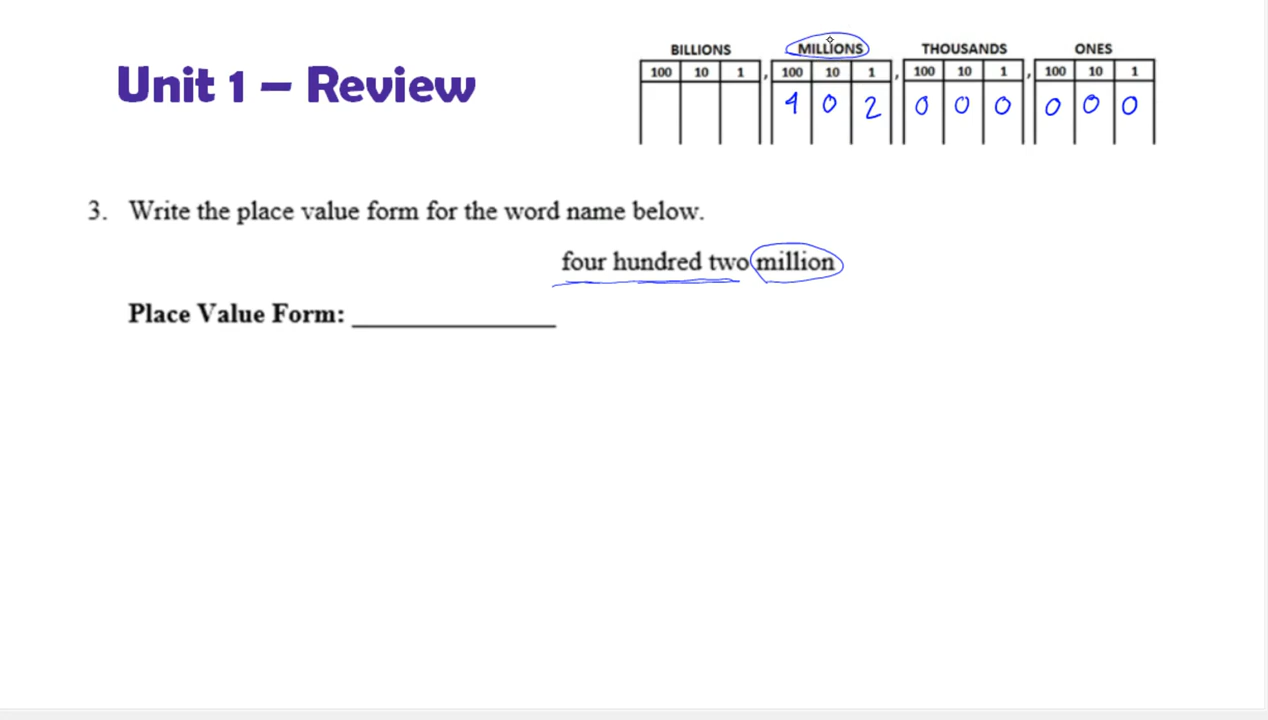 Unit 1 – Review
BILLIONS MILLIONS THOUSANDS ONES
100 10 1 , 100 10 1 , 100 10 1 , 100 10 1
4 0 2 0 0 0 0 0 0
3. Write the place value form for the word name below.
four hundred two million
Place Value Form: _______________